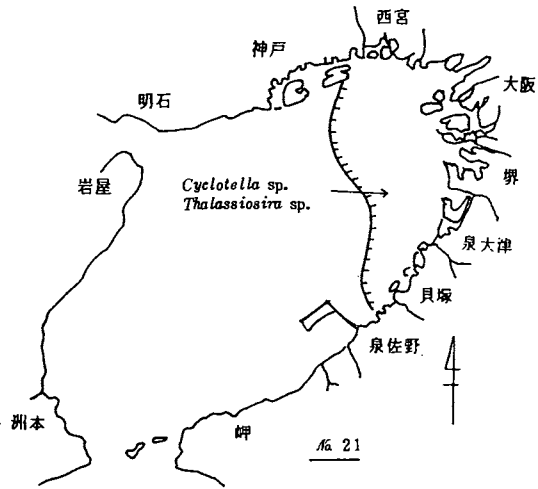 西宮
神戸
大阪
明石
岩屋
堺
Cyclotella sp.
Thalassiosira sp.
泉大津
貝塚
泉佐野
洲本
岬
No. 21